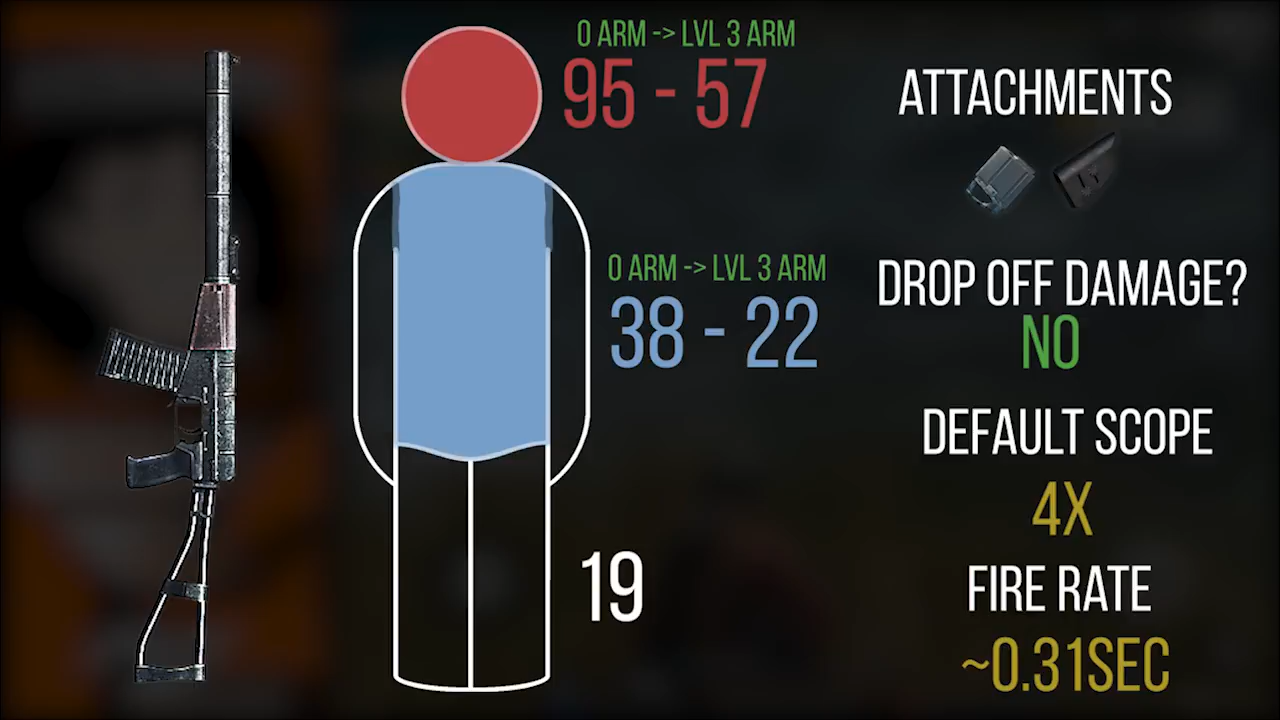 0 ARM -> LVL 3 ARM
95 - 57
0 ARM -> LVL 3 ARM
38 - 22
19
ATTACHMENTS
DROP OFF DAMAGE?
NO
DEFAULT SCOPE
4X
FIRE RATE
~0.31SEC